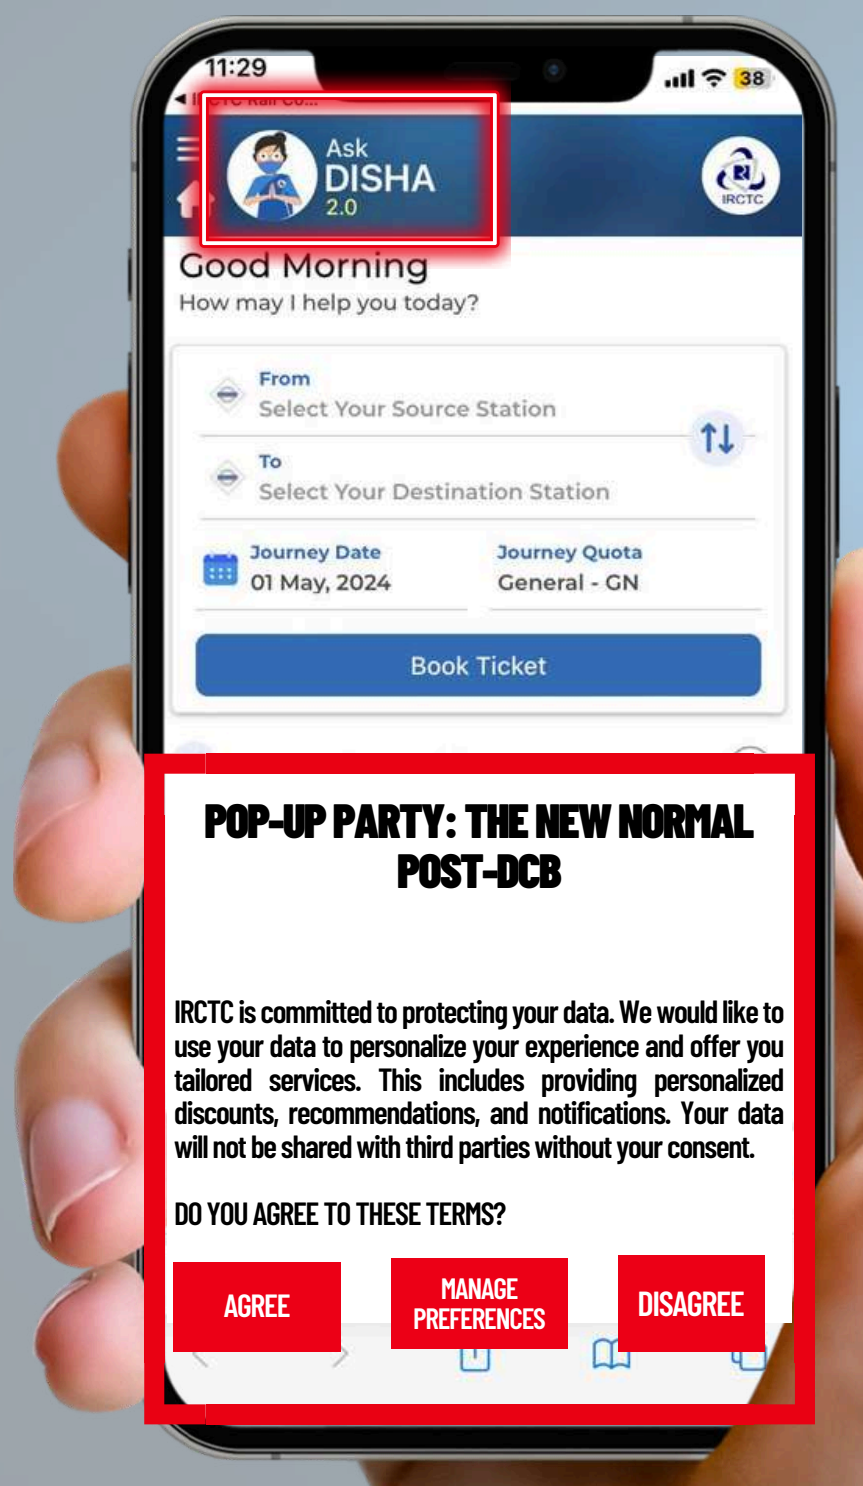 11:29
38
Ask
DISHA
2.0
IRCTC
Good Morning
How may I help you today?
From
Select Your Source Station
To
Select Your Destination Station
Journey Date
Journey Quota
01 May, 2024
General - GN
Book Ticket
POP-UP PARTY: THE NEW NORMAL
POST-DCB
IRCTC is committed to protecting your data. We would like to
use your data to personalize your experience and offer you
tailored services. This includes providing personalized
discounts, recommendations, and notifications. Your data
will not be shared with third parties without your consent.
DO YOU AGREE TO THESE TERMS?
AGREE
MANAGE
PREFERENCES
DISAGREE